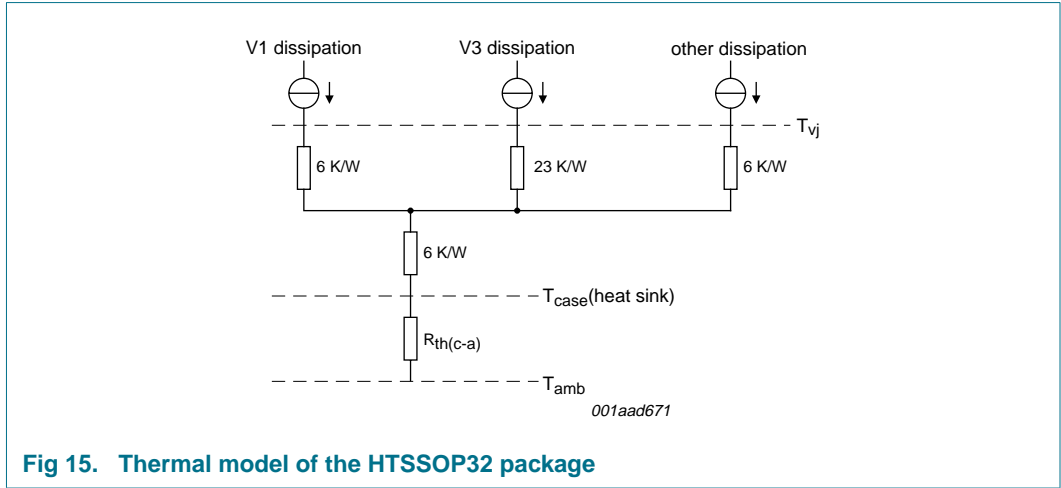 V1 dissipation V3 dissipation other dissipation
Tvj
6 K/W 23 K/W 6 K/W
6 K/W
Tcase(heat sink)
Rth(c-a)
Tamb
001aad671
Fig 15. Thermal model of the HTSSOP32 package